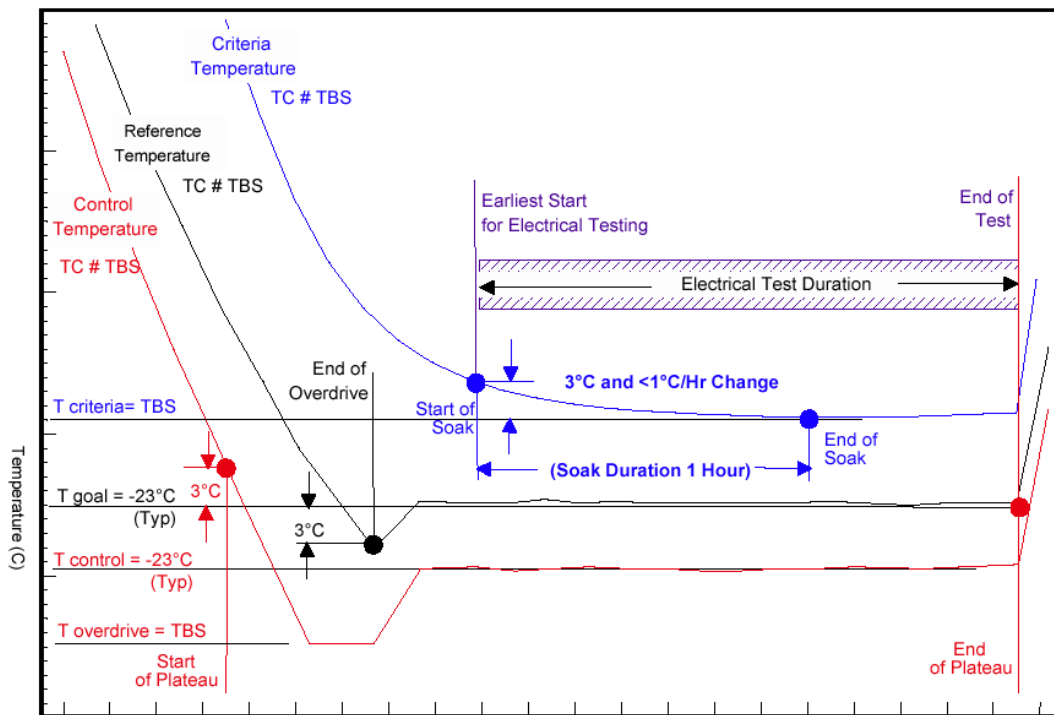 Criteria
Temperature
TC # TBS
Reference
Temperature
TC # TBS
Control
Temperature
TC # TBS
Earliest Start
for Electrical Testing
End of
Test
Electrical Test Duration
End
of Overdrive
3°C and <1°C/Hr Change
T criteria= TBS
Start of
Soak
End of
Soak
(Soak Duration 1 Hour)
3°C
T goal = -23°C
(Typ)
3°C
T control = -23°C
(Typ)
T overdrive = TBS
Start
of Plateau
End
of Plateau
Temperature (C)